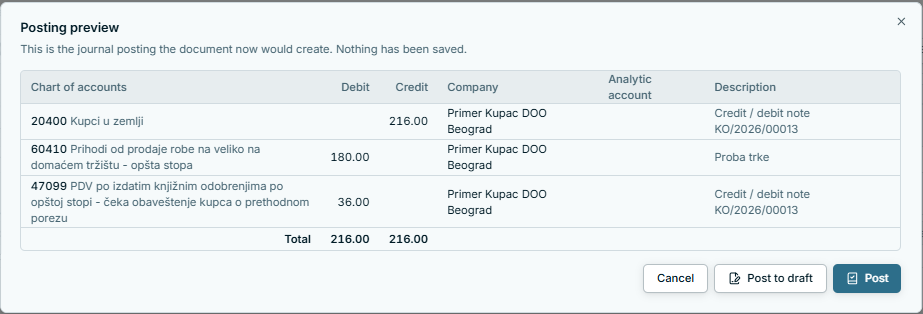 Posting preview
This is the journal posting the document now would create. Nothing has been saved.
Chart of accounts Debit Credit Company Analytic account Description
20400 Kupci u zemlji 216.00 Primer Kupac DOO Beograd Credit / debit note KO/2026/00013
60410 Prihodi od prodaje robe na veliko na domaćem tržištu - opšta stopa 180.00 Primer Kupac DOO Beograd Proba trke
47099 PDV po izdatim knjižnim odobrenjima po opštoj stopi - čeka obaveštenje kupca o prethodnom porezu 36.00 Primer Kupac DOO Beograd Credit / debit note KO/2026/00013
Total 216.00 216.00
Cancel Post to draft Post